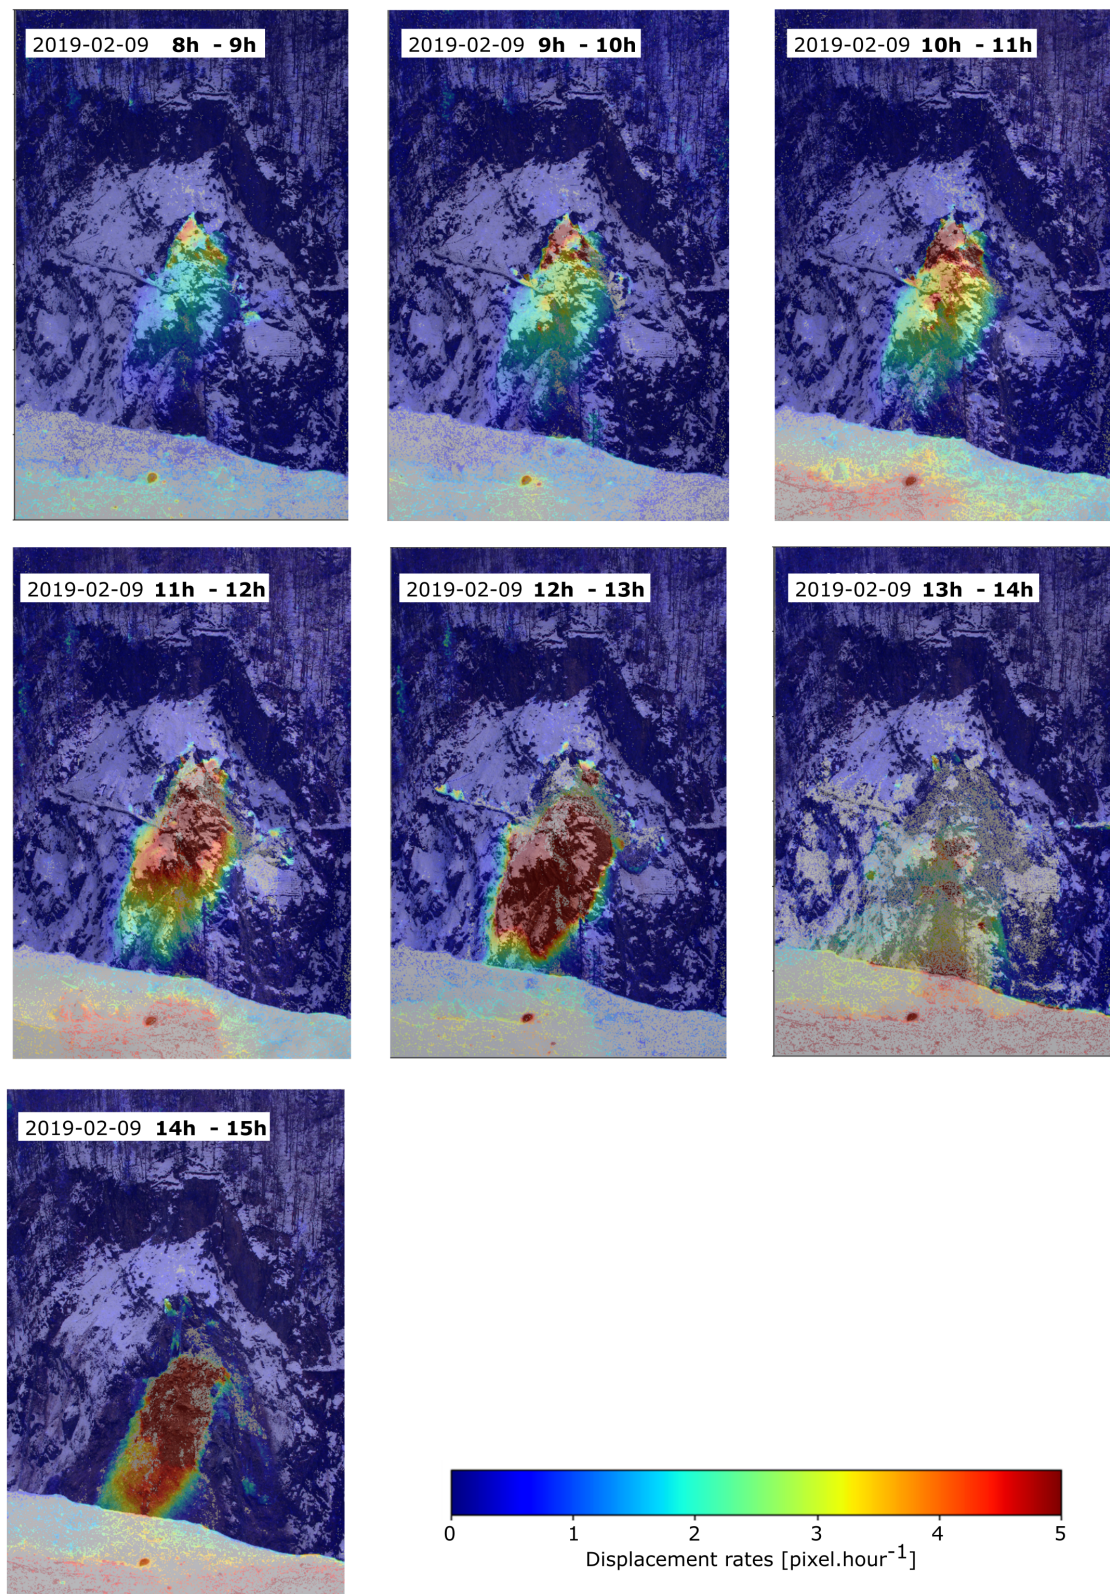 2019-02-09 8h - 9h
2019-02-09 9h - 10h
2019-02-09 10h - 11h
2019-02-09 11h - 12h
2019-02-09 12h - 13h
2019-02-09 13h - 14h
2019-02-09 14h - 15h
0 1 2 3 4 5
Displacement rates [pixel.hour⁻¹]